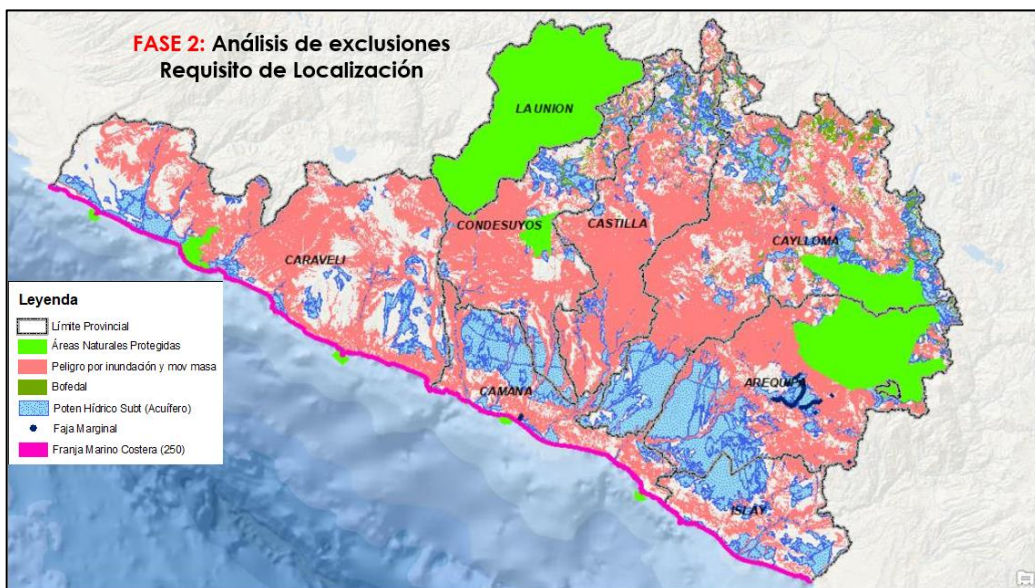 FASE 2: Análisis de exclusiones
Requisito de Localización
LA UNION
CONDESUYOS
CASTILLA
CAYLLOMA
CARAVELI
CAMANA
AREQUIPA
ISLAY
Leyenda
Límite Provincial
Áreas Naturales Protegidas
Peligro por inundación y mov masa
Bofedal
Poten Hídrico Subt (Acuífero)
Faja Marginal
Franja Marino Costera (250)